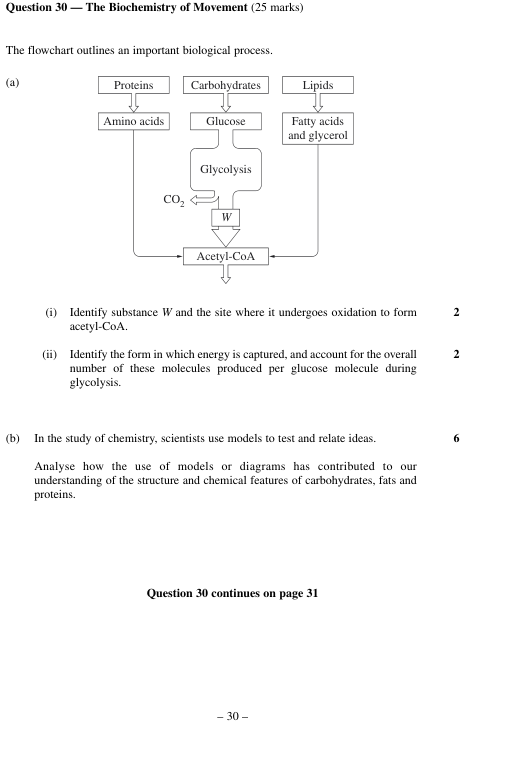 Question 30 — The Biochemistry of Movement (25 marks)
The flowchart outlines an important biological process.
(a)
Proteins Carbohydrates Lipids
Amino acids Glucose Fatty acids
and glycerol
Glycolysis
CO₂
W
Acetyl-CoA
(i) Identify substance W and the site where it undergoes oxidation to form 2
acetyl-CoA.
(ii) Identify the form in which energy is captured, and account for the overall 2
number of these molecules produced per glucose molecule during
glycolysis.
(b) In the study of chemistry, scientists use models to test and relate ideas. 6
Analyse how the use of models or diagrams has contributed to our
understanding of the structure and chemical features of carbohydrates, fats and
proteins.
Question 30 continues on page 31
– 30 –